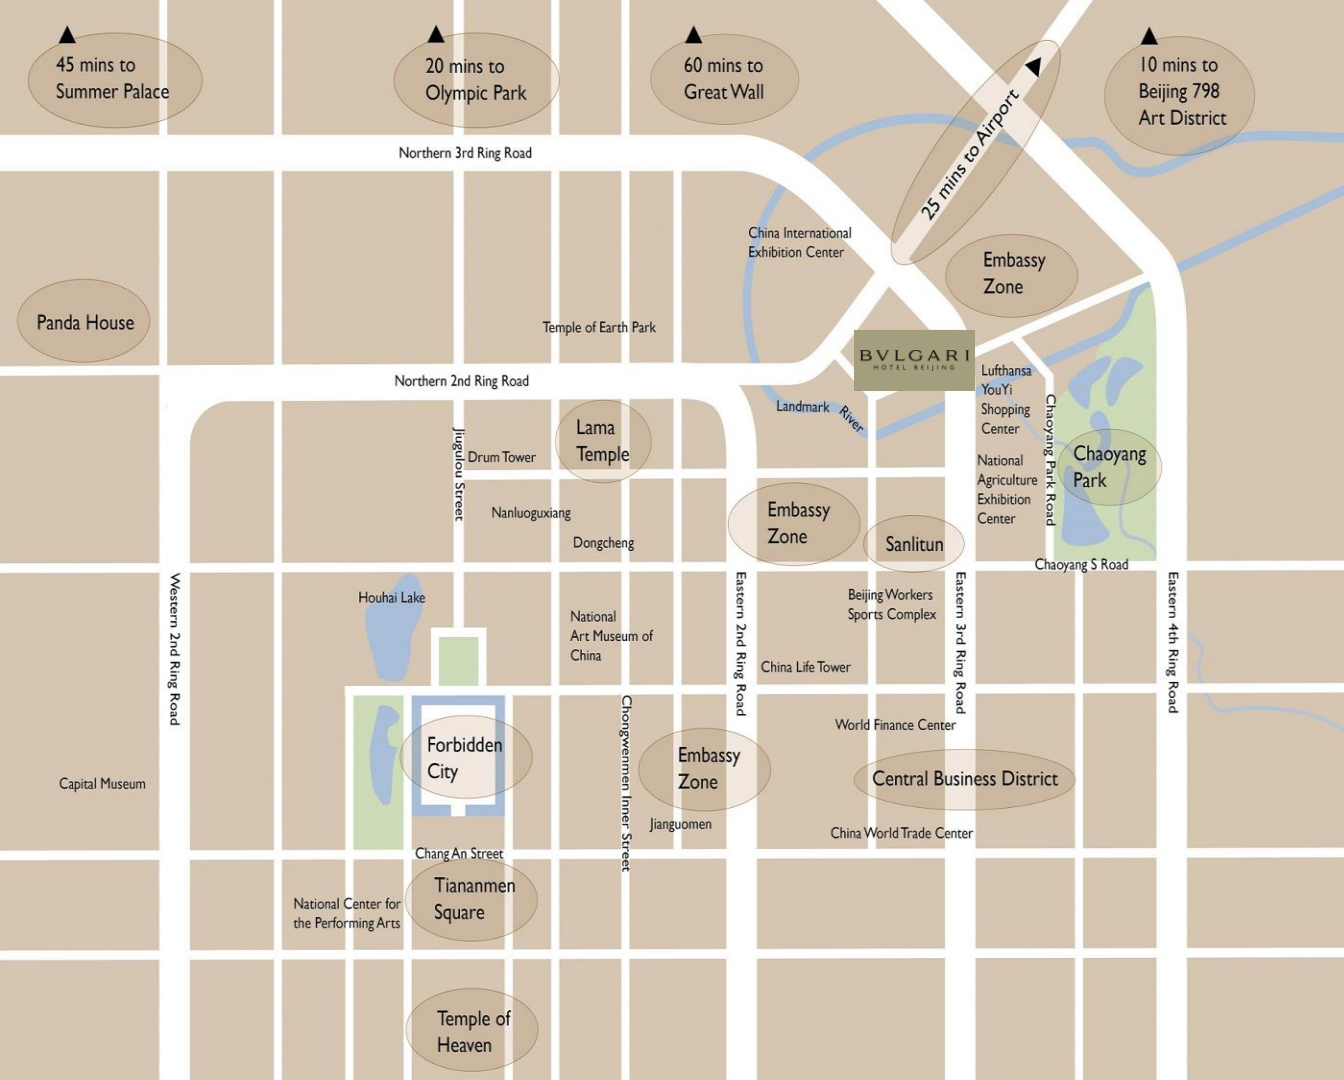 45 mins to
Summer Palace
20 mins to
Olympic Park
60 mins to
Great Wall
25 mins to Airport
10 mins to
Beijing 798
Art District
Northern 3rd Ring Road
China International
Exhibition Center
Embassy
Zone
Panda House
Temple of Earth Park
BVLGARI
HOTEL BEIJING
Northern 2nd Ring Road
Lufthansa
YouYi
Shopping
Center
Landmark
River
Chaoyang Park Road
Jiugulou Street
Drum Tower
Lama
Temple
National
Agriculture
Exhibition
Center
Chaoyang
Park
Nanluoguxiang
Dongcheng
Embassy
Zone
Sanlitun
Chaoyang S Road
Western 2nd Ring Road
Houhai Lake
National
Art Museum of
China
Eastern 2nd Ring Road
Beijing Workers
Sports Complex
Eastern 3rd Ring Road
Eastern 4th Ring Road
China Life Tower
Chongwenmen Inner Street
World Finance Center
Forbidden
City
Embassy
Zone
Central Business District
Capital Museum
Jianguomen
China World Trade Center
Chang An Street
Tiananmen
Square
National Center for
the Performing Arts
Temple of
Heaven